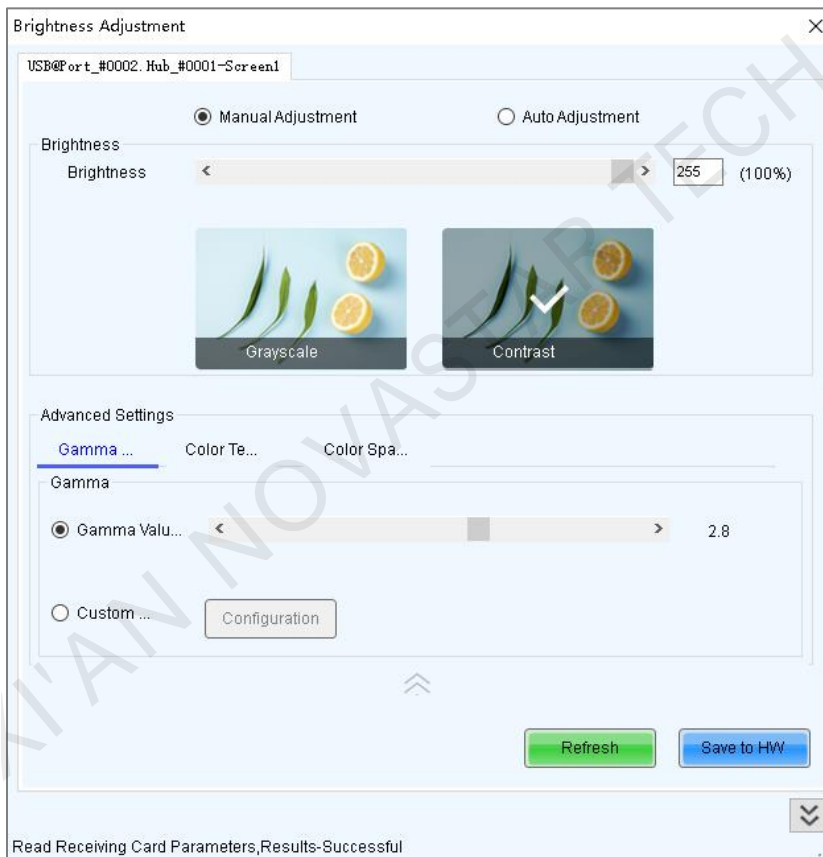 Brightness Adjustment
USB@Port_#0002.Hub_#0001-Screen1
Manual Adjustment Auto Adjustment
Brightness
Brightness 255 (100%)
Grayscale Contrast
Advanced Settings
Gamma ... Color Te... Color Spa...
Gamma
Gamma Valu... 2.8
Custom ... Configuration
Refresh Save to HW
Read Receiving Card Parameters,Results-Successful
XI'AN NOVASTAR TECH